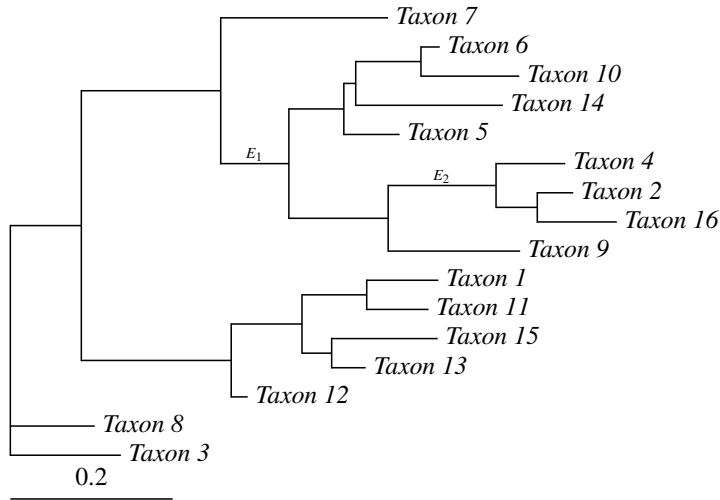 Taxon 7
Taxon 6
Taxon 10
Taxon 14
Taxon 5
E1
Taxon 4
E2
Taxon 2
Taxon 16
Taxon 9
Taxon 1
Taxon 11
Taxon 15
Taxon 13
Taxon 12
Taxon 8
Taxon 3
0.2